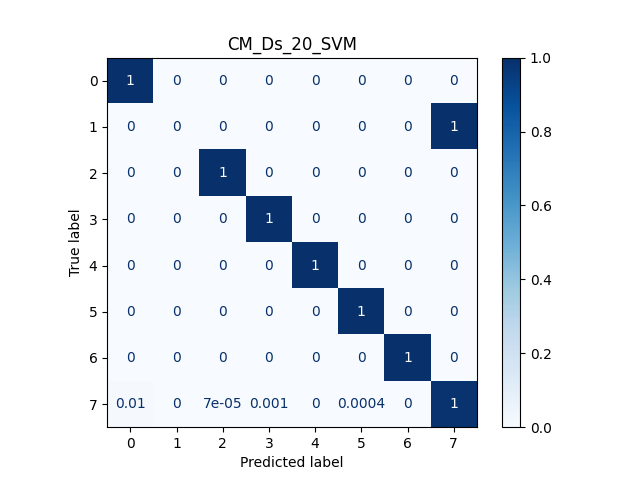 CM_Ds_20_SVM
0 1 0 0 0 0 0 0 0 1.0
1 0 0 0 0 0 0 0 1
2 0 0 1 0 0 0 0 0 0.8
3 0 0 0 1 0 0 0 0 0.6
4 0 0 0 0 1 0 0 0
5 0 0 0 0 0 1 0 0 0.4
6 0 0 0 0 0 0 1 0 0.2
7 0.01 0 7e-05 0.001 0 0.0004 0 1 0.0
True label
0 1 2 3 4 5 6 7
Predicted label